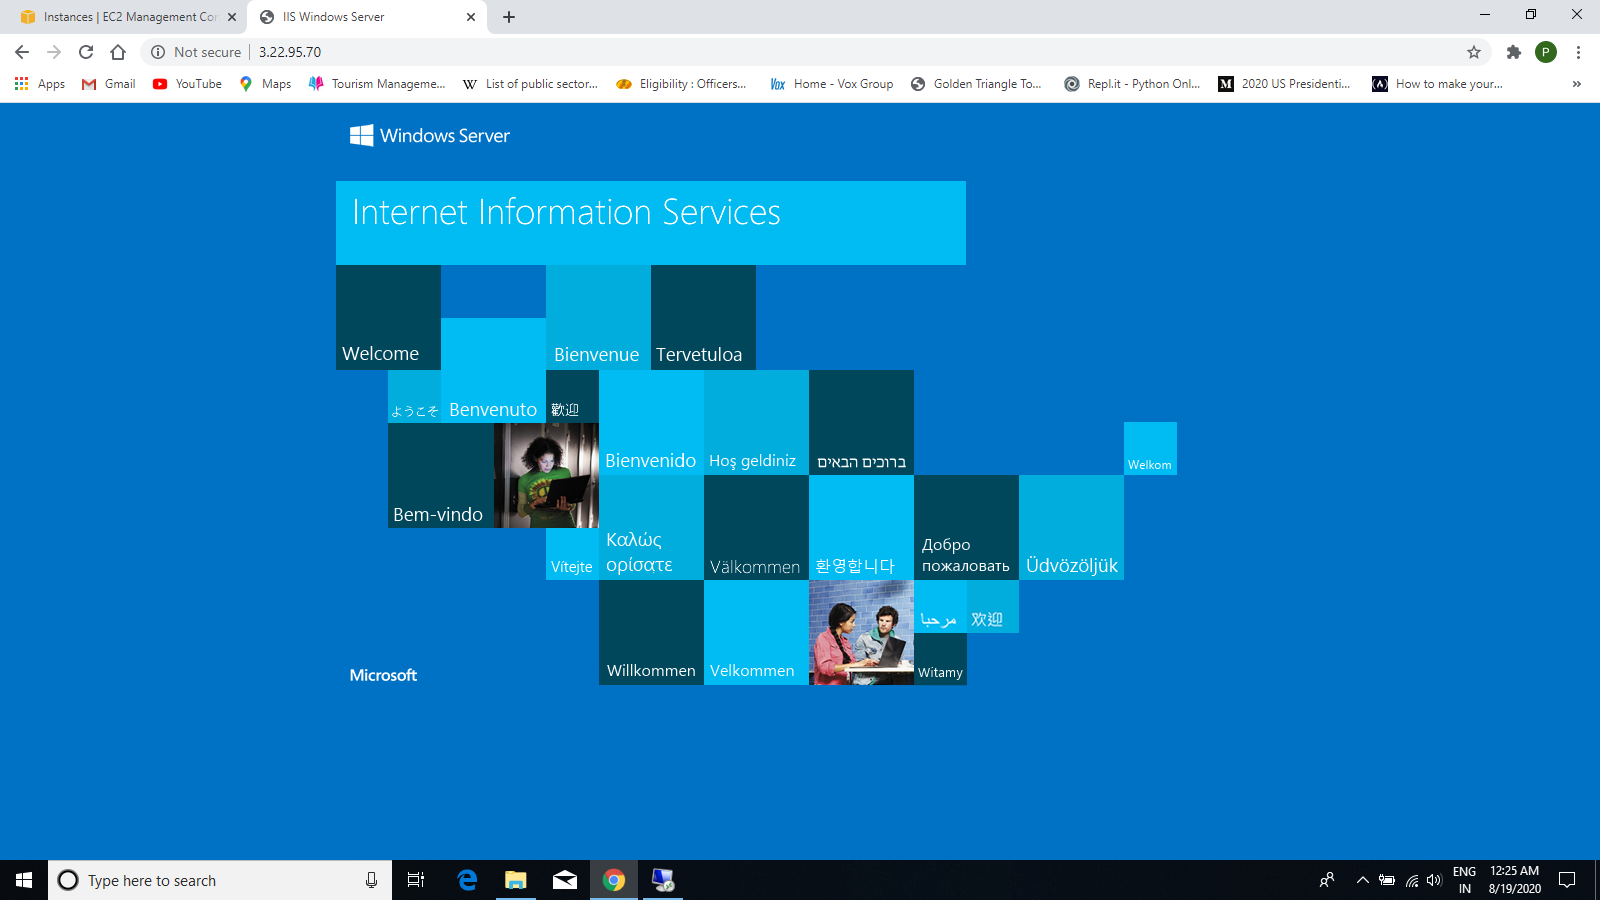 Instances | EC2 Management Con
IIS Windows Server
Not secure
3.22.95.70
P
Apps
Gmail
YouTube
Maps
Tourism Manageme...
W
List of public sector...
Eligibility : Officers...
Vox
Home - Vox Group
Golden Triangle To...
Repl.it - Python Onl...
M
2020 US Presidenti...
(A)
How to make your...
»
Windows Server
Internet Information Services
Welcome
Bienvenue
Tervetuloa
ようこそ
Benvenuto
歡迎
Bienvenido
Hoş geldiniz
ברוכים הבאים
Welkom
Bem-vindo
Vítejte
Καλώς
ορίσατε
Välkommen
환영합니다
Добро
пожаловать
Üdvözöljük
مرحبا
欢迎
Willkommen
Velkommen
Witamy
Microsoft
Type here to search
ENG
IN
12:25 AM
8/19/2020